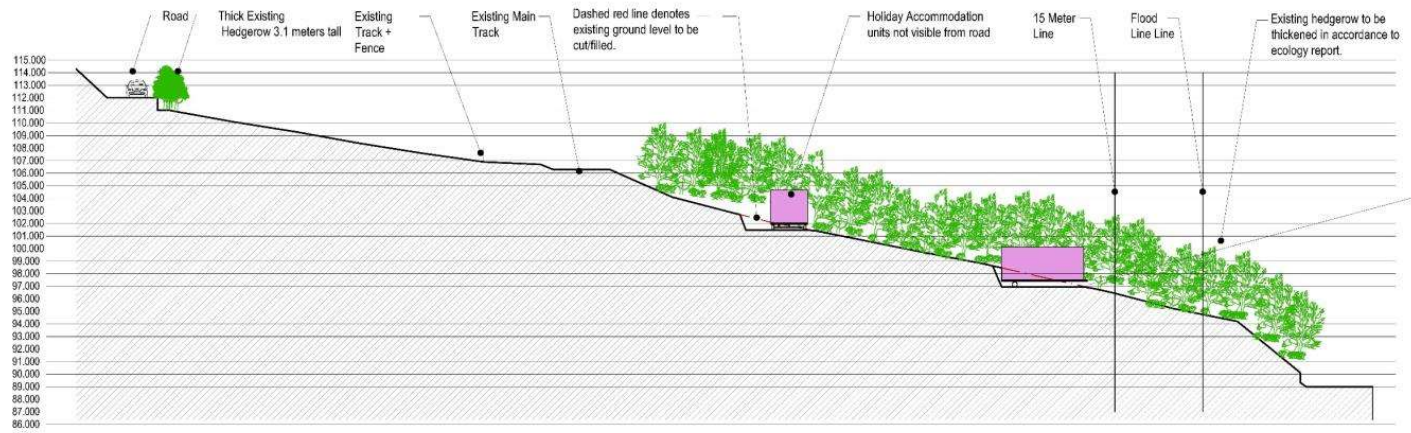 Road
Thick Existing
Hedgerow 3.1 meters tall
Existing
Track +
Fence
Existing Main
Track
Dashed red line denotes
existing ground level to be
cut/filled.
Holiday Accommodation
units not visible from road
15 Meter
Line
Flood
Line Line
Existing hedgerow to be
thickened in accordance to
ecology report.
115.000
114.000
113.000
112.000
111.000
110.000
109.000
108.000
107.000
106.000
105.000
104.000
103.000
102.000
101.000
100.000
99.000
98.000
97.000
96.000
95.000
94.000
93.000
92.000
91.000
90.000
89.000
88.000
87.000
86.000